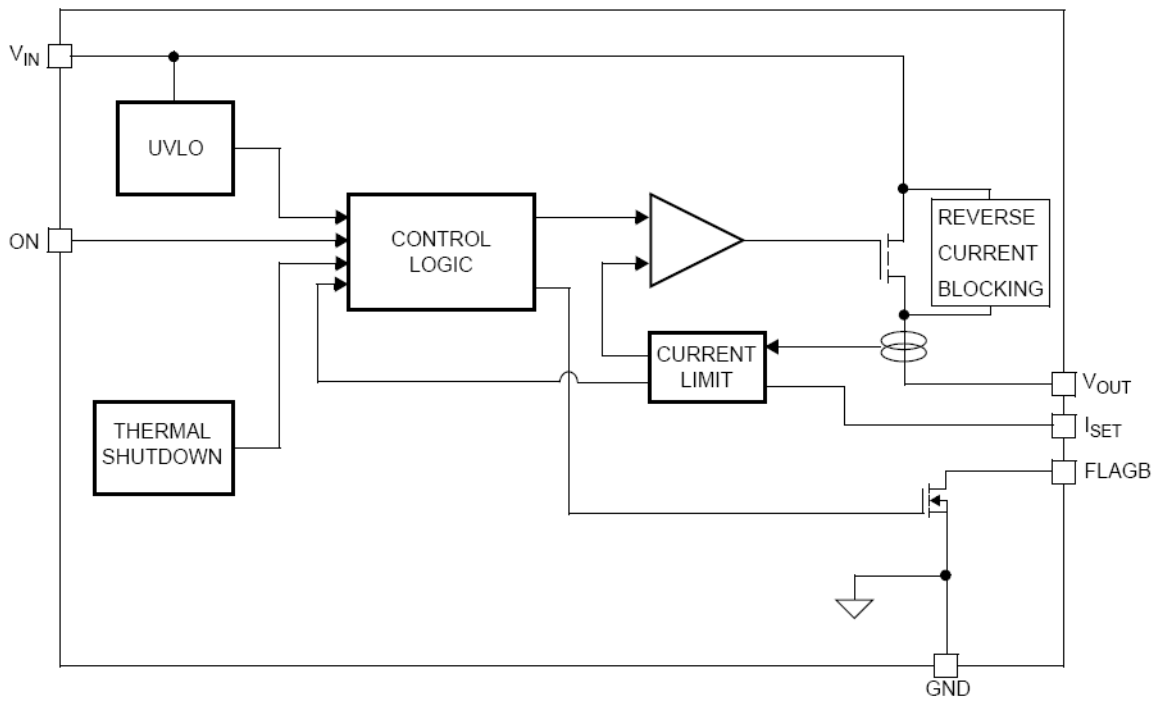 VIN
UVLO
ON
CONTROL
LOGIC
REVERSE
CURRENT
BLOCKING
CURRENT
LIMIT
VOUT
ISET
THERMAL
SHUTDOWN
FLAGB
GND